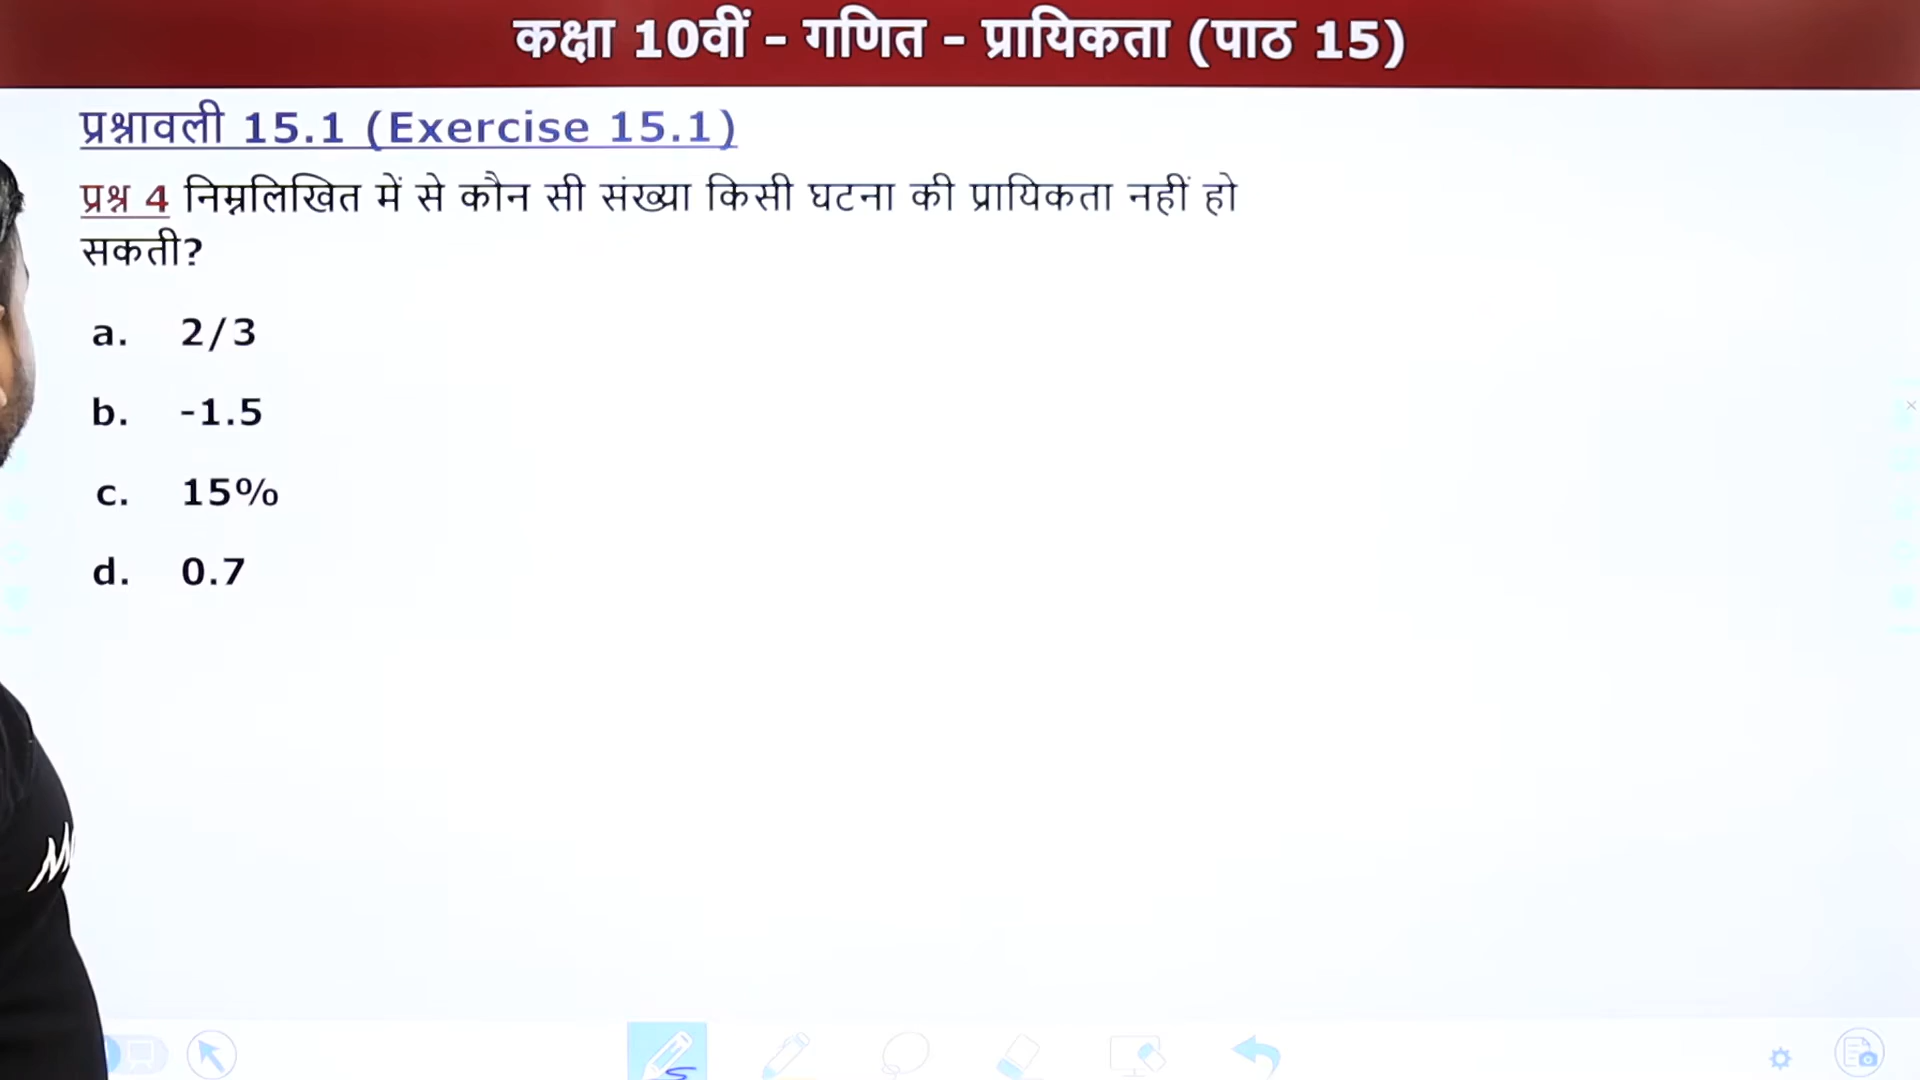 कक्षा 10वीं - गणित - प्रायिकता (पाठ 15)
प्रश्नावली 15.1 (Exercise 15.1)
प्रश्न 4 निम्नलिखित में से कौन सी संख्या किसी घटना की प्रायिकता नहीं हो
सकती?
a. 2/3
b. -1.5
c. 15%
d. 0.7